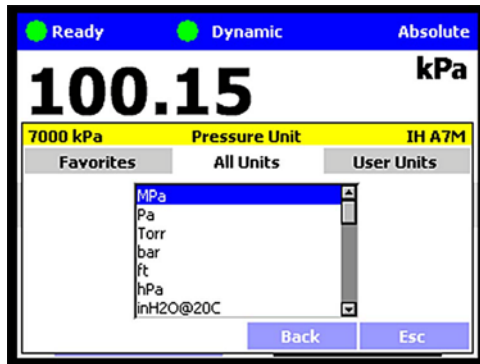 Ready Dynamic Absolute
100.15 kPa
7000 kPa Pressure Unit IH A7M
Favorites All Units User Units
MPa
Pa
Torr
bar
ft
hPa
inH2O@20C
Back Esc